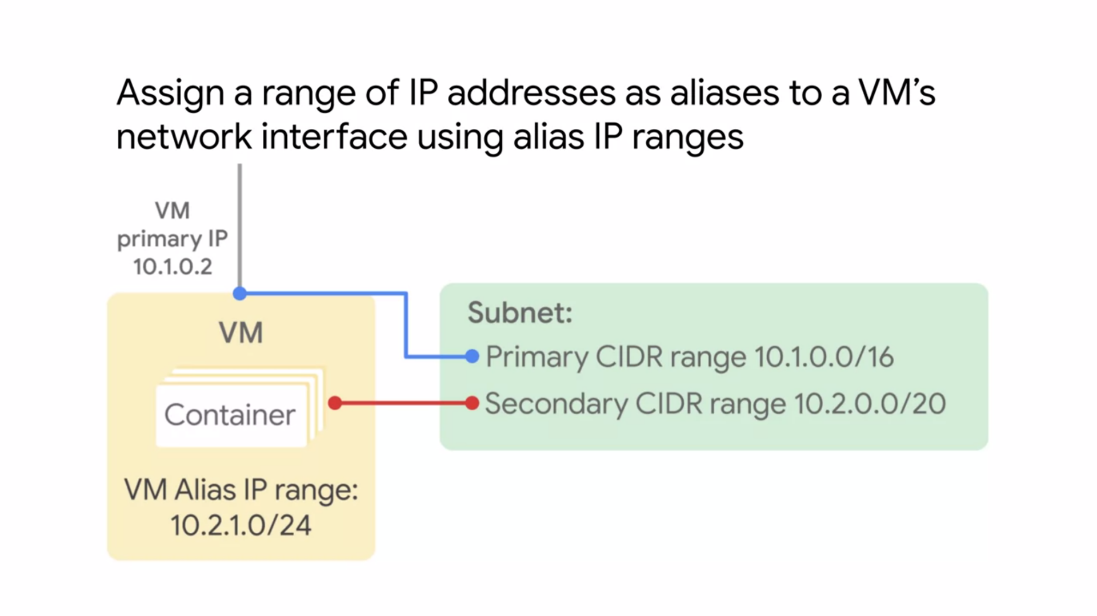 Assign a range of IP addresses as aliases to a VM’s
network interface using alias IP ranges
VM
primary IP
10.1.0.2
VM
Container
VM Alias IP range:
10.2.1.0/24
Subnet:
Primary CIDR range 10.1.0.0/16
Secondary CIDR range 10.2.0.0/20